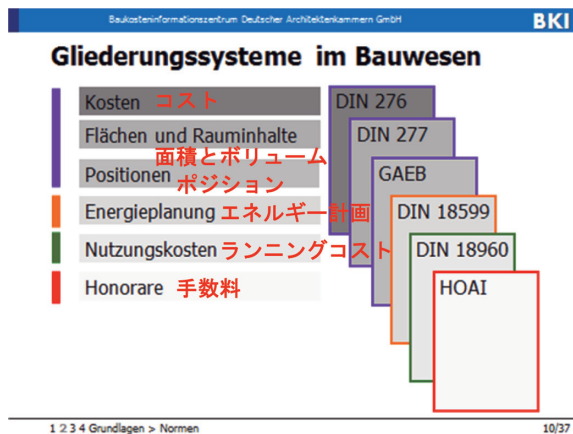 Baukosteninformationszentrum Deutscher Architektenkammern GmbH
BKI
Gliederungssysteme im Bauwesen
Kosten コスト DIN 276
Flächen und Rauminhalte DIN 277
面積とボリューム
Positionen GAEB
ポジション
Energieplanung エネルギー計画 DIN 18599
Nutzungskosten ランニングコスト DIN 18960
Honorare 手数料 HOAI
1 2 3 4 Grundlagen > Normen 10/37